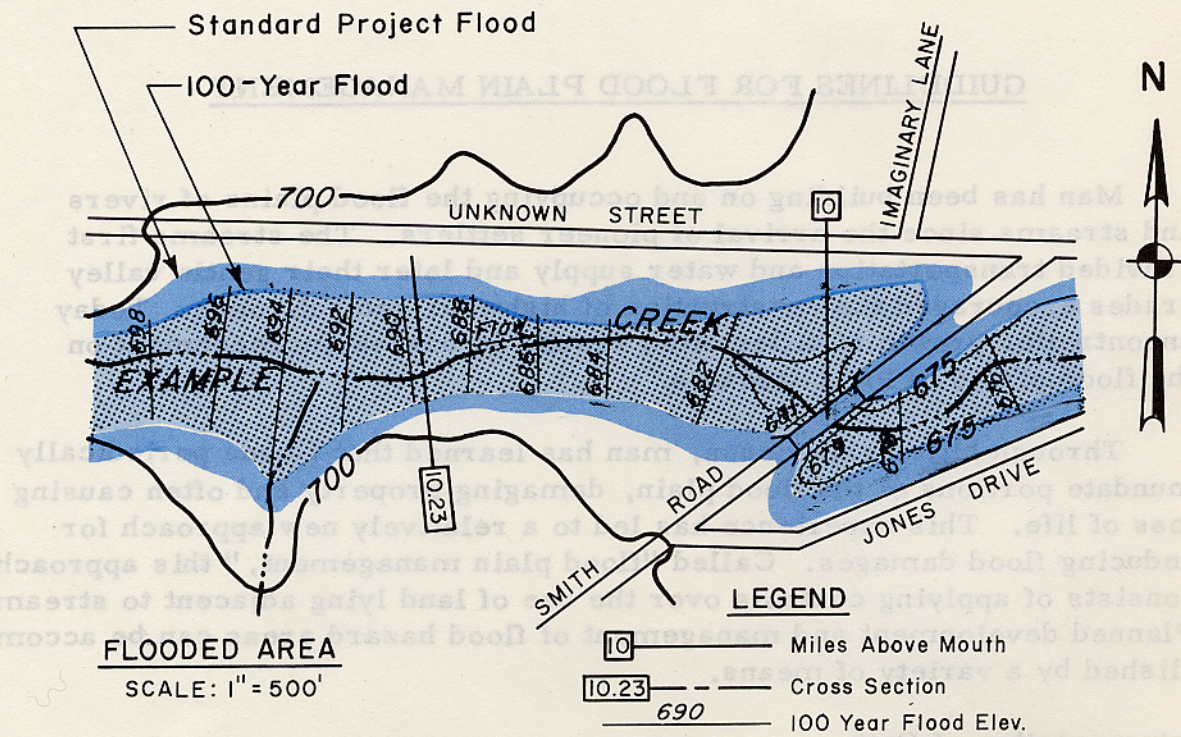 Standard Project Flood
100-Year Flood
IMAGINARY LANE
N
700
UNKNOWN STREET
10
698
696
694
692
690
688
Flow
686
684
682
CREEK
EXAMPLE
681
675
679
675
700
10.23
ROAD
SMITH
JONES DRIVE
FLOODED AREA
SCALE: 1" = 500'
LEGEND
10 Miles Above Mouth
10.23 Cross Section
690 100 Year Flood Elev.